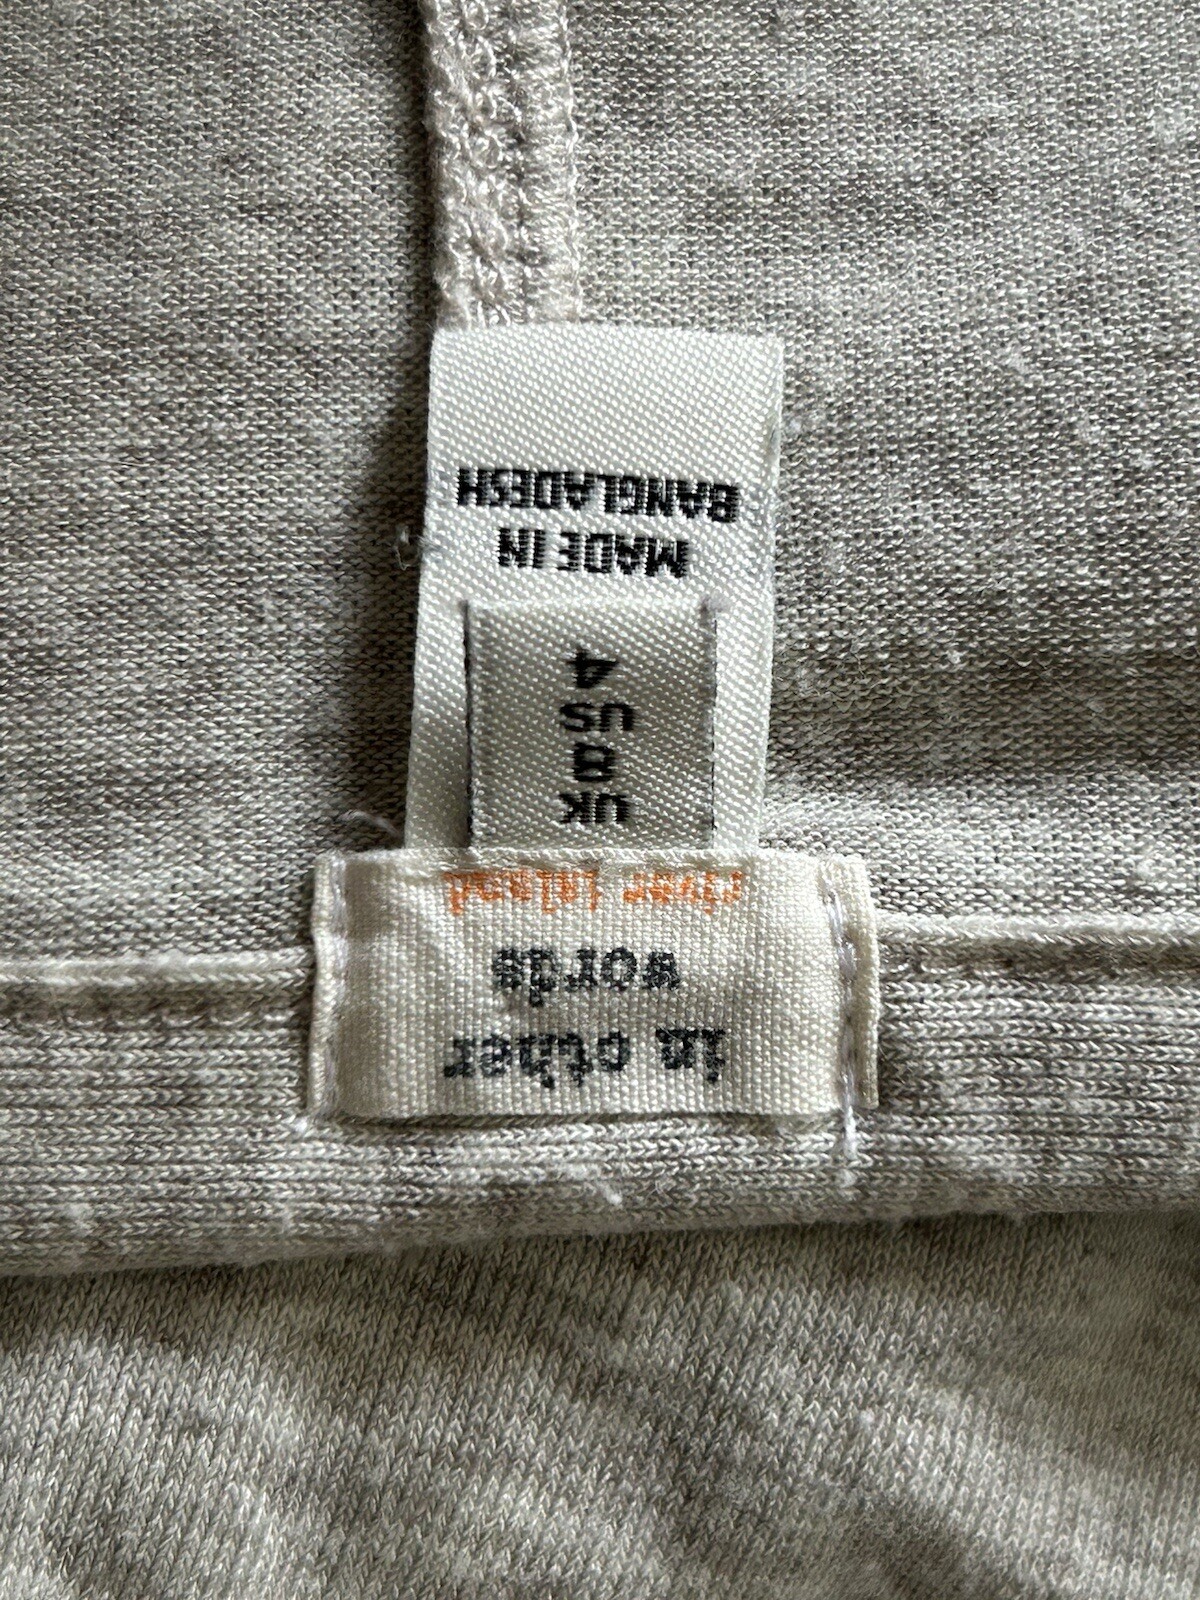 in other
words
river island
UK
8
US
4
MADE IN
BANGLADESH